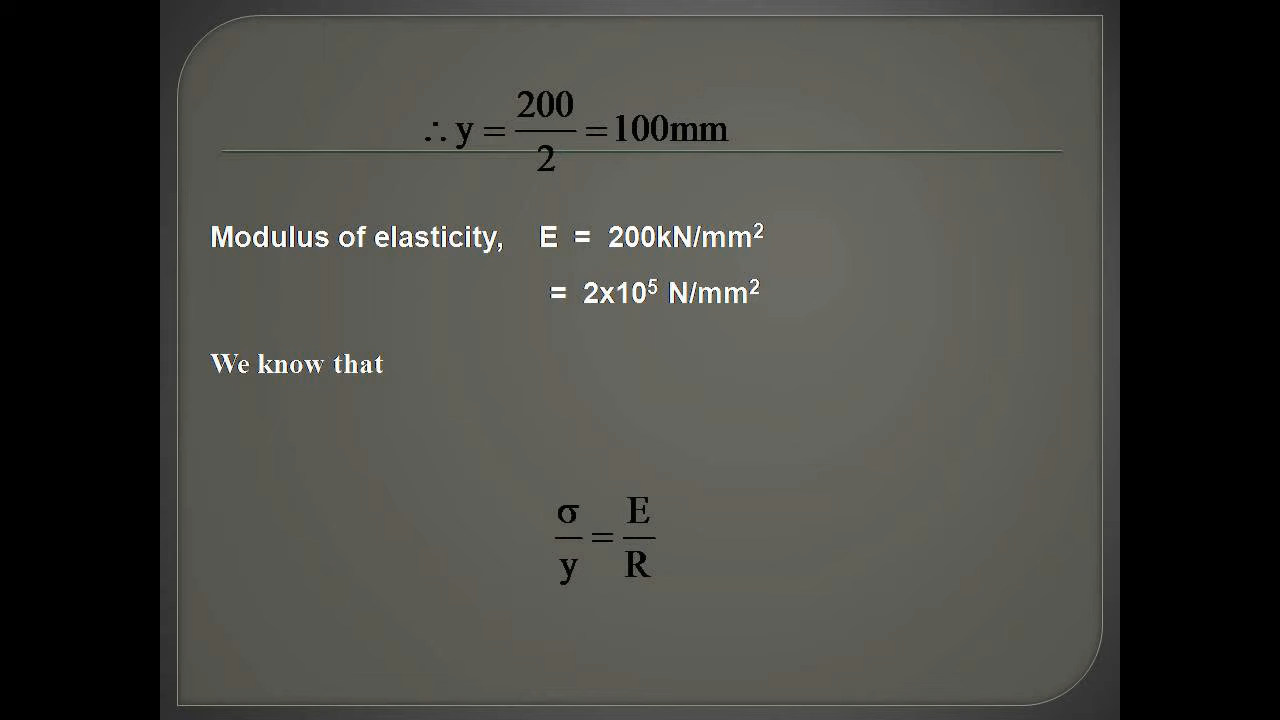 ∴ y = 200/2 = 100mm
Modulus of elasticity, E = 200kN/mm²
= 2x10⁵ N/mm²
We know that
σ/y = E/R